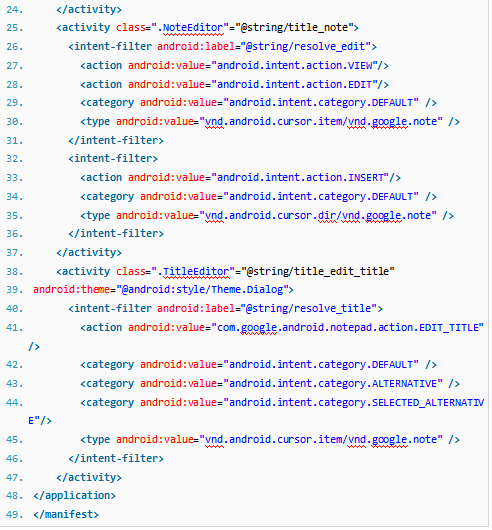 24.     </activity>
25.     <activity class=".NoteEditor"="@string/title_note">
26.       <intent-filter android:label="@string/resolve_edit">
27.         <action android:value="android.intent.action.VIEW"/>
28.         <action android:value="android.intent.action.EDIT"/>
29.         <category android:value="android.intent.category.DEFAULT" />
30.         <type android:value="vnd.android.cursor.item/vnd.google.note" />
31.       </intent-filter>
32.       <intent-filter>
33.         <action android:value="android.intent.action.INSERT"/>
34.         <category android:value="android.intent.category.DEFAULT" />
35.         <type android:value="vnd.android.cursor.dir/vnd.google.note" />
36.       </intent-filter>
37.     </activity>
38.     <activity class=".TitleEditor"="@string/title_edit_title"
39. android:theme="@android:style/Theme.Dialog">
40.       <intent-filter android:label="@string/resolve_title">
41.         <action android:value="com.google.android.notepad.action.EDIT_TITLE"
/>
42.         <category android:value="android.intent.category.DEFAULT" />
43.         <category android:value="android.intent.category.ALTERNATIVE" />
44.         <category android:value="android.intent.category.SELECTED_ALTERNATIV
E"/>
45.         <type android:value="vnd.android.cursor.item/vnd.google.note" />
46.       </intent-filter>
47.     </activity>
48. </application>
49. </manifest>